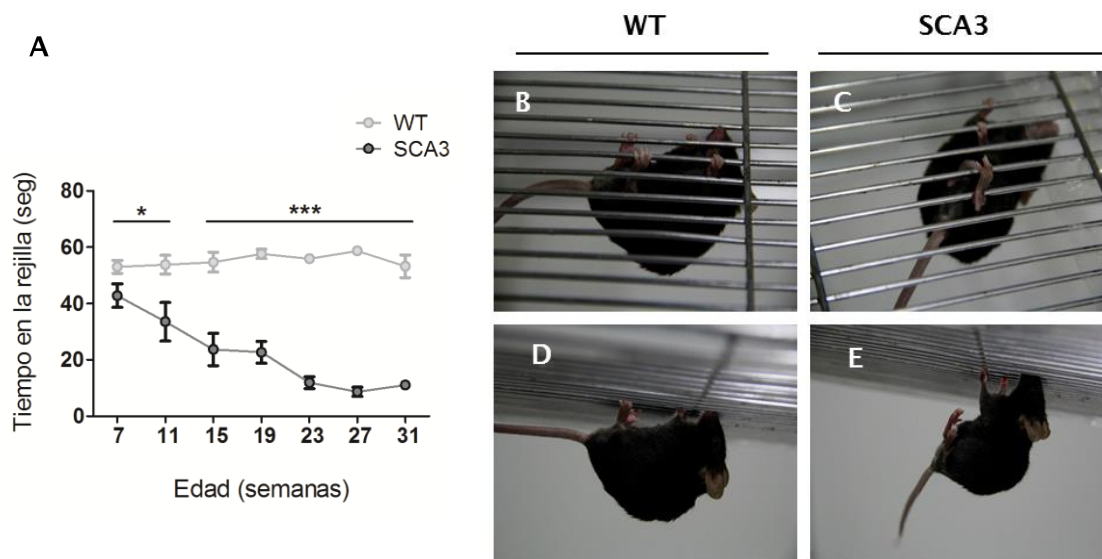 A
WT
SCA3
WT
SCA3
Tiempo en la rejilla (seg)
80
60
40
20
0
*
***
7 11 15 19 23 27 31
Edad (semanas)
B
C
D
E